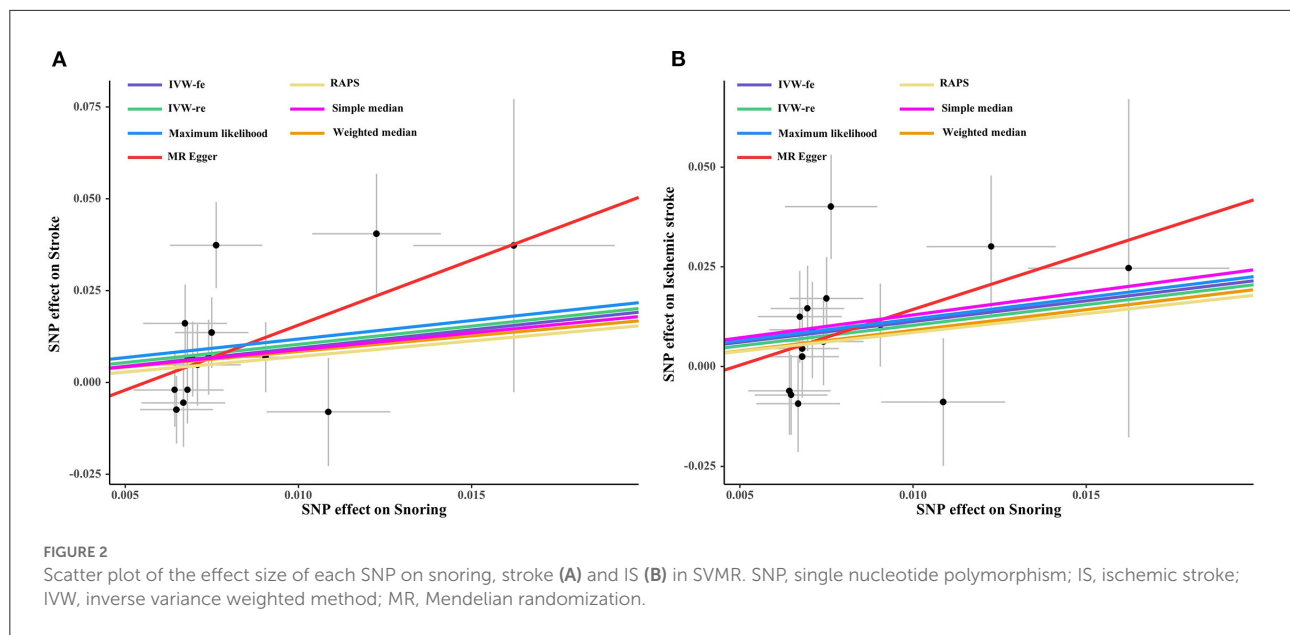 A
IVW-fe
IVW-re
Maximum likelihood
MR Egger
RAPS
Simple median
Weighted median
SNP effect on Stroke
0.075
0.050
0.025
0.000
-0.025
0.005
0.010
0.015
SNP effect on Snoring
B
IVW-fe
IVW-re
Maximum likelihood
MR Egger
RAPS
Simple median
Weighted median
SNP effect on Ischemic stroke
0.050
0.025
0.000
-0.025
0.005
0.010
0.015
SNP effect on Snoring
FIGURE 2
Scatter plot of the effect size of each SNP on snoring, stroke (A) and IS (B) in SVMR. SNP, single nucleotide polymorphism; IS, ischemic stroke;
IVW, inverse variance weighted method; MR, Mendelian randomization.